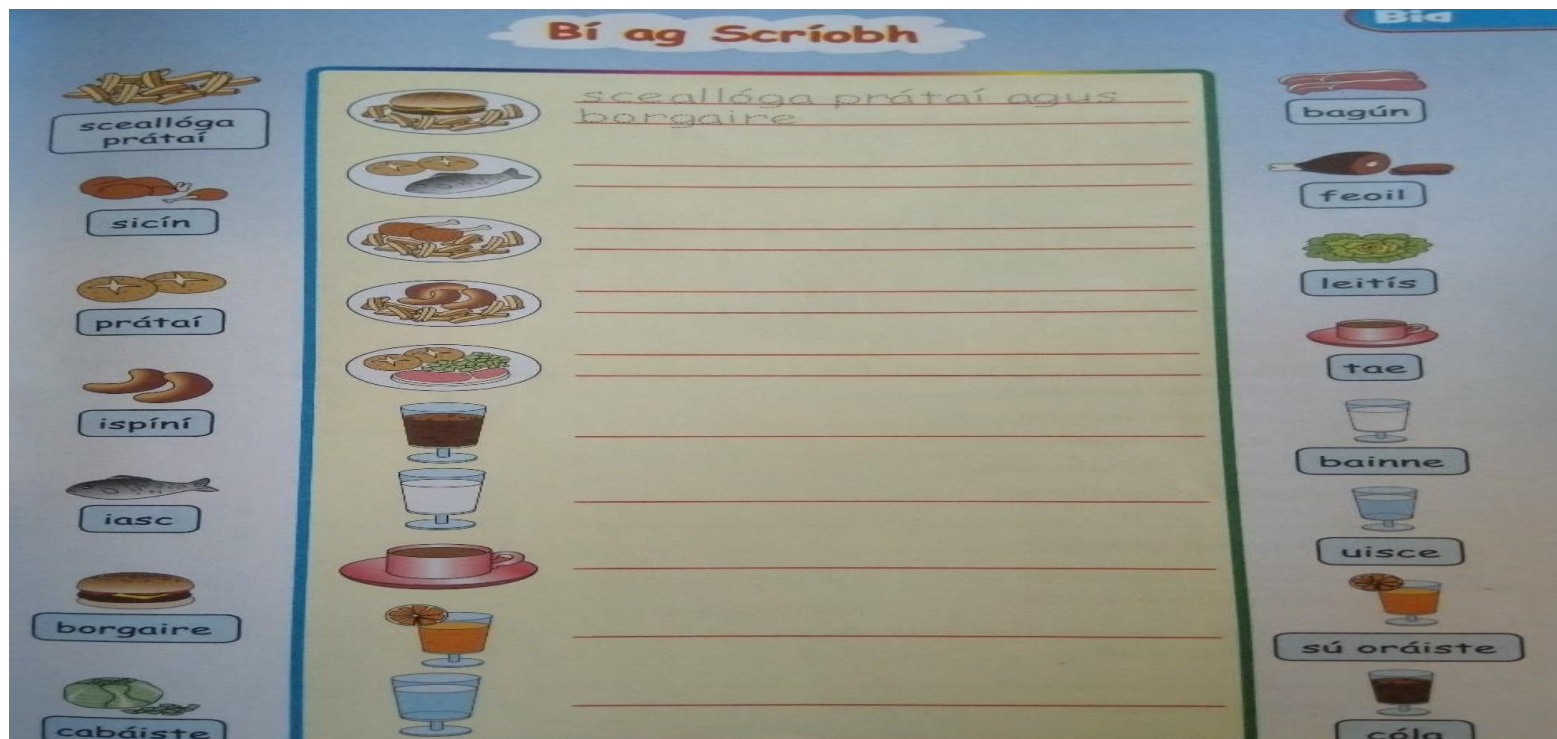 Bia
Bí ag Scríobh
sceallóga
prátaí
sicín
prátaí
ispíní
iasc
borgaire
cabáiste
sceallóga prátaí agus
borgaire
bagún
feoil
leitís
tae
bainne
uisce
sú oráiste
cóla